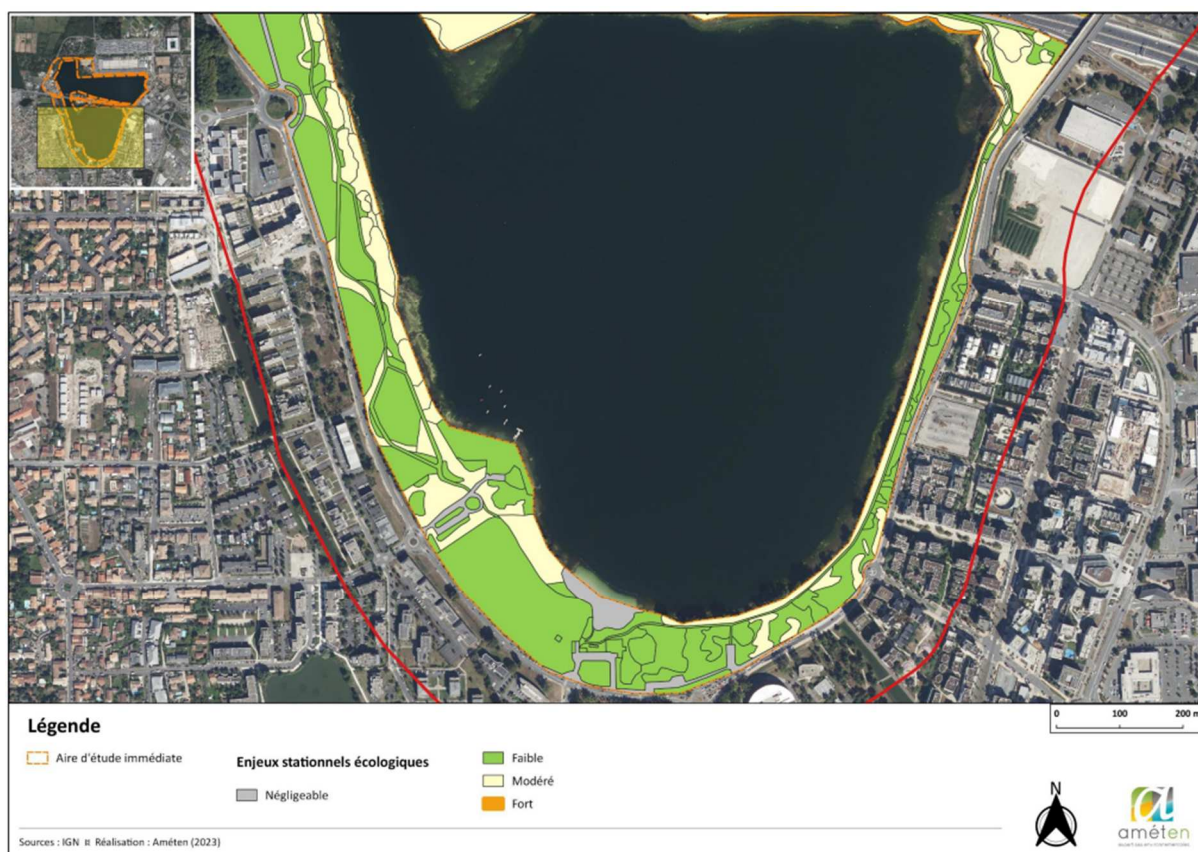 0 100 200 m
Légende
Aire d'étude immédiate
Enjeux stationnels écologiques
Négligeable
Faible
Modéré
Fort
N
améten
Sources : IGN ¤ Réalisation : Améten (2023)